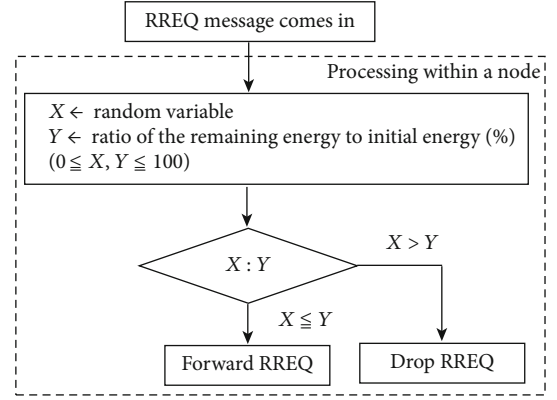 RREQ message comes in
Processing within a node
X ← random variable
Y ← ratio of the remaining energy to initial energy (%)
(0 ≦ X, Y ≦ 100)
X : Y
X > Y
X ≦ Y
Forward RREQ
Drop RREQ